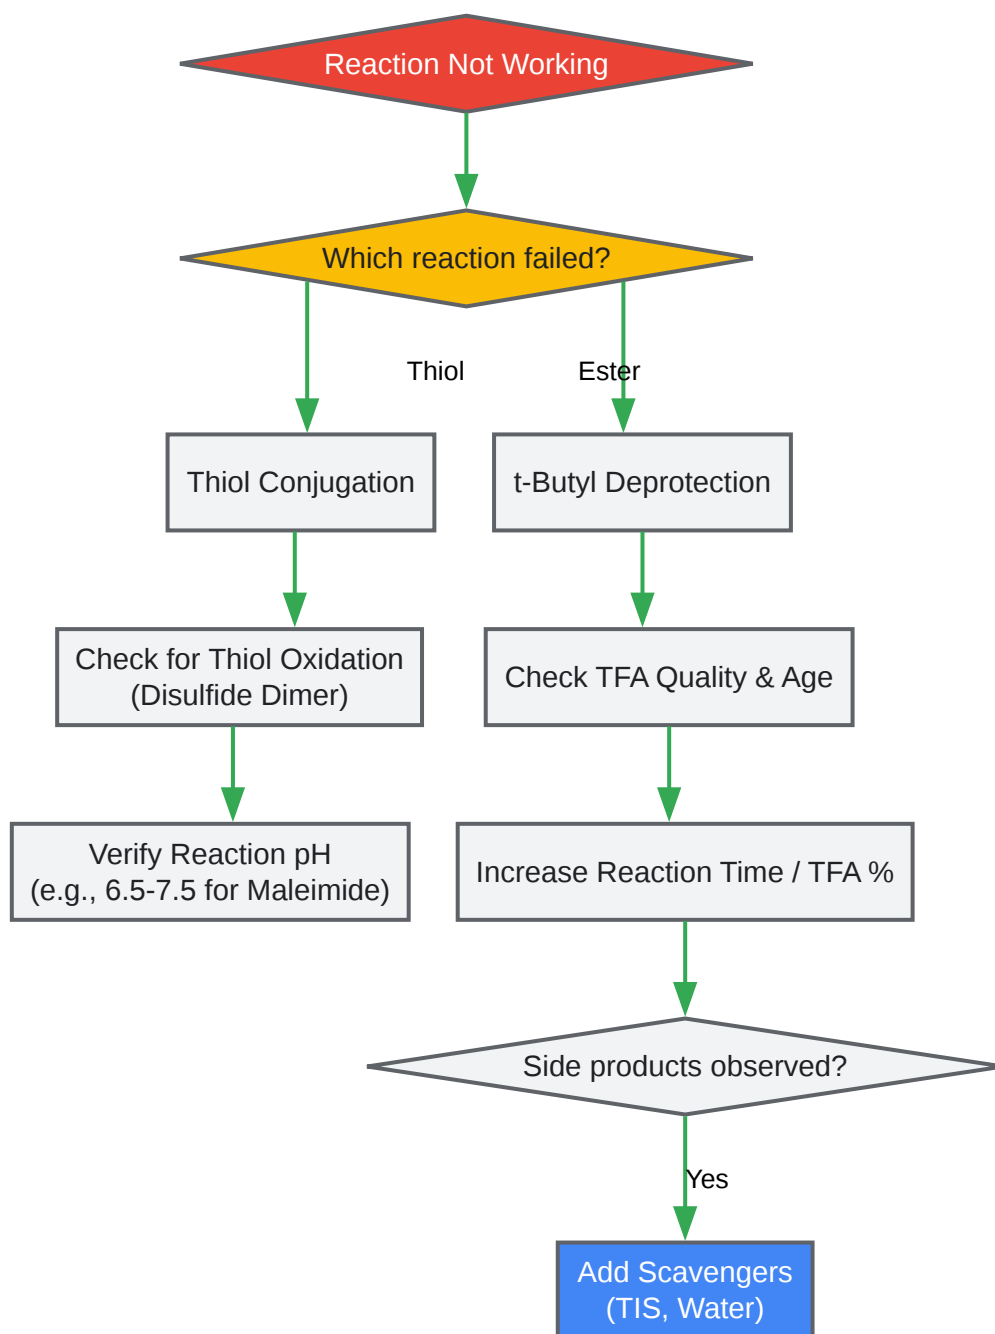 Reaction Not Working
Which reaction failed?
Thiol
Ester
Thiol Conjugation
t-Butyl Deprotection
Check for Thiol Oxidation
(Disulfide Dimer)
Check TFA Quality & Age
Verify Reaction pH
(e.g., 6.5-7.5 for Maleimide)
Increase Reaction Time / TFA %
Side products observed?
Yes
Add Scavengers
(TIS, Water)